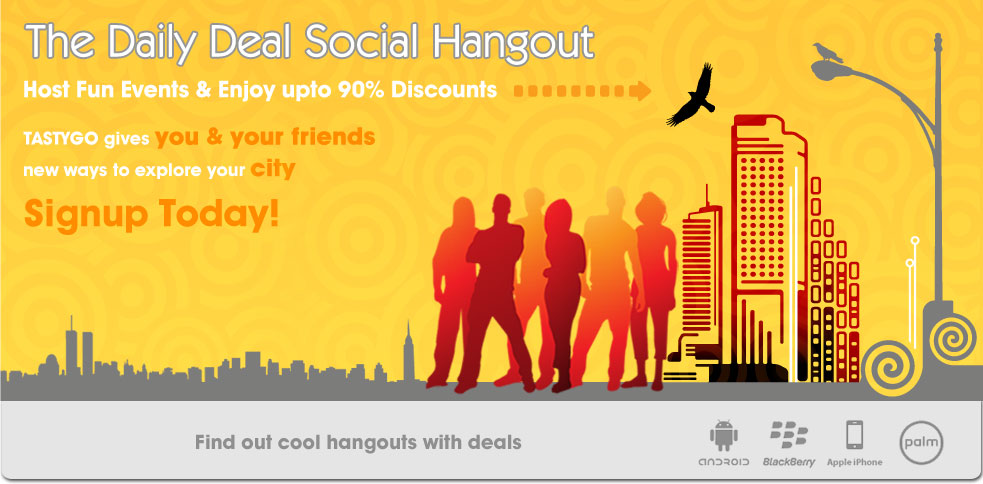 The Daily Deal Social Hangout
Host Fun Events & Enjoy upto 90% Discounts
TASTYGO gives you & your friends
new ways to explore your city
Signup Today!
Find out cool hangouts with deals
ANDROID
BlackBerry
Apple iPhone
palm